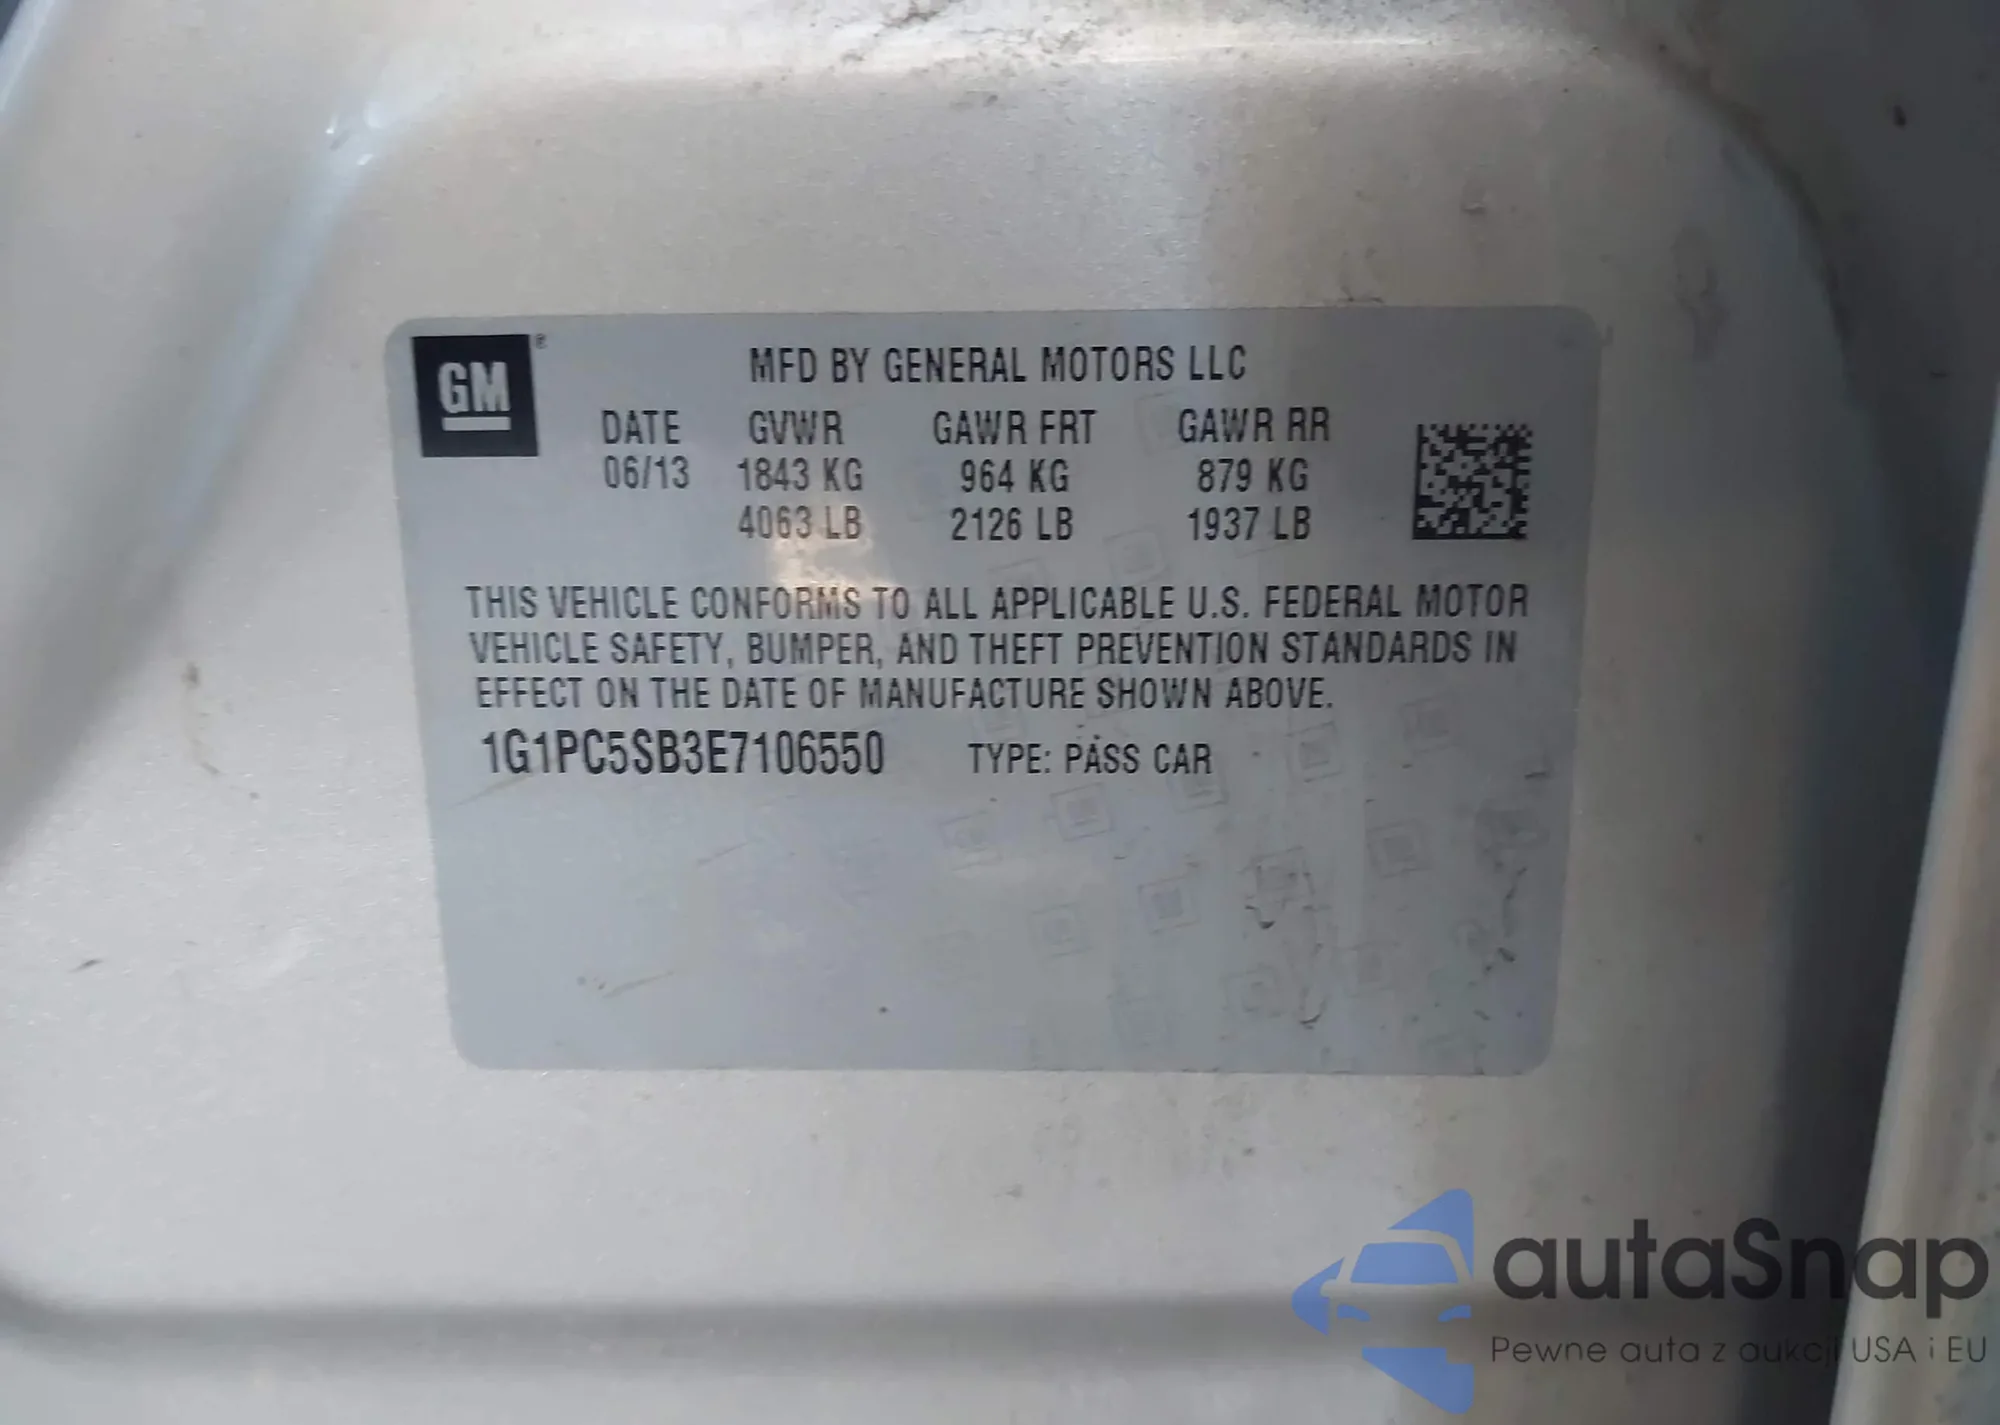 GM
®
MFD BY GENERAL MOTORS LLC
DATE GVWR GAWR FRT GAWR RR
06/13 1843 KG 964 KG 879 KG
4063 LB 2126 LB 1937 LB
THIS VEHICLE CONFORMS TO ALL APPLICABLE U.S. FEDERAL MOTOR
VEHICLE SAFETY, BUMPER, AND THEFT PREVENTION STANDARDS IN
EFFECT ON THE DATE OF MANUFACTURE SHOWN ABOVE.
1G1PC5SB3E7106550 TYPE: PASS CAR
autaSnap
Pewne auta z aukcji USA i EU